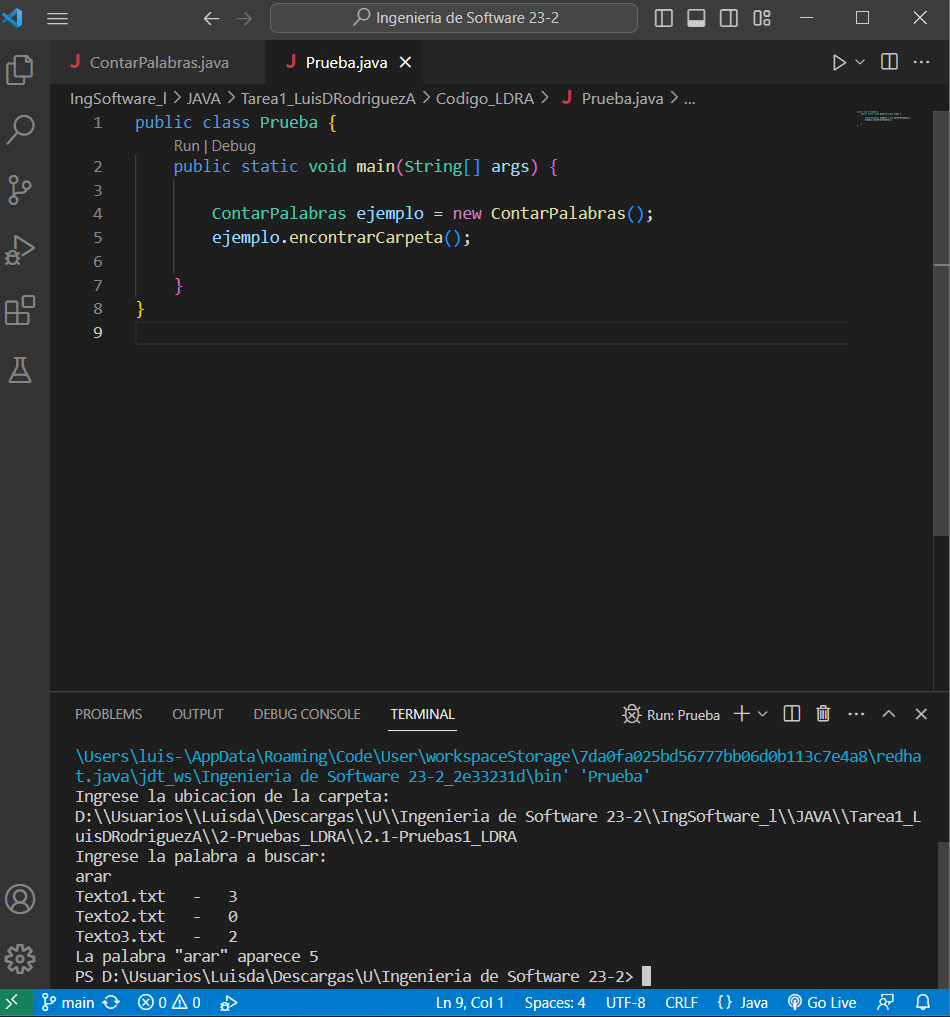 Ingenieria de Software 23-2
J ContarPalabras.java J Prueba.java
IngSoftware_l > JAVA > Tarea1_LuisDRodriguezA > Codigo_LDRA > J Prueba.java > ...
1 public class Prueba {
Run | Debug
2 public static void main(String[] args) {
3
4 ContarPalabras ejemplo = new ContarPalabras();
5 ejemplo.encontrarCarpeta();
6
7 }
8 }
9
PROBLEMS OUTPUT DEBUG CONSOLE TERMINAL Run: Prueba
\Users\luis-\AppData\Roaming\Code\User\workspaceStorage\7da0fa025bd56777bb06d0b113c7e4a8\redha
t.java\jdt_ws\Ingenieria de Software 23-2_2e33231d\bin' 'Prueba'
Ingrese la ubicacion de la carpeta:
D:\\Usuarios\\Luisda\\Descargas\\U\\Ingenieria de Software 23-2\\IngSoftware_l\\JAVA\\Tarea1_L
uisDRodriguezA\\2-Pruebas_LDRA\\2.1-Pruebas1_LDRA
Ingrese la palabra a buscar:
arar
Texto1.txt - 3
Texto2.txt - 0
Texto3.txt - 2
La palabra "arar" aparece 5
PS D:\Usuarios\Luisda\Descargas\U\Ingenieria de Software 23-2>
main 0 0 Ln 9, Col 1 Spaces: 4 UTF-8 CRLF {} Java Go Live